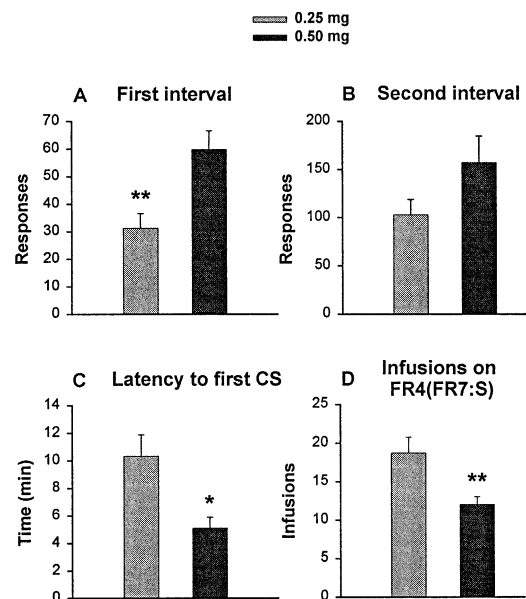 0.25 mg
0.50 mg
A First interval
Responses
70
60
50
40
30
20
10
0
**
B Second interval
Responses
200
150
100
50
0
C Latency to first CS
Time (min)
14
12
10
8
6
4
2
0
*
D Infusions on
FR4(FR7:S)
Infusions
25
20
15
10
5
0
**